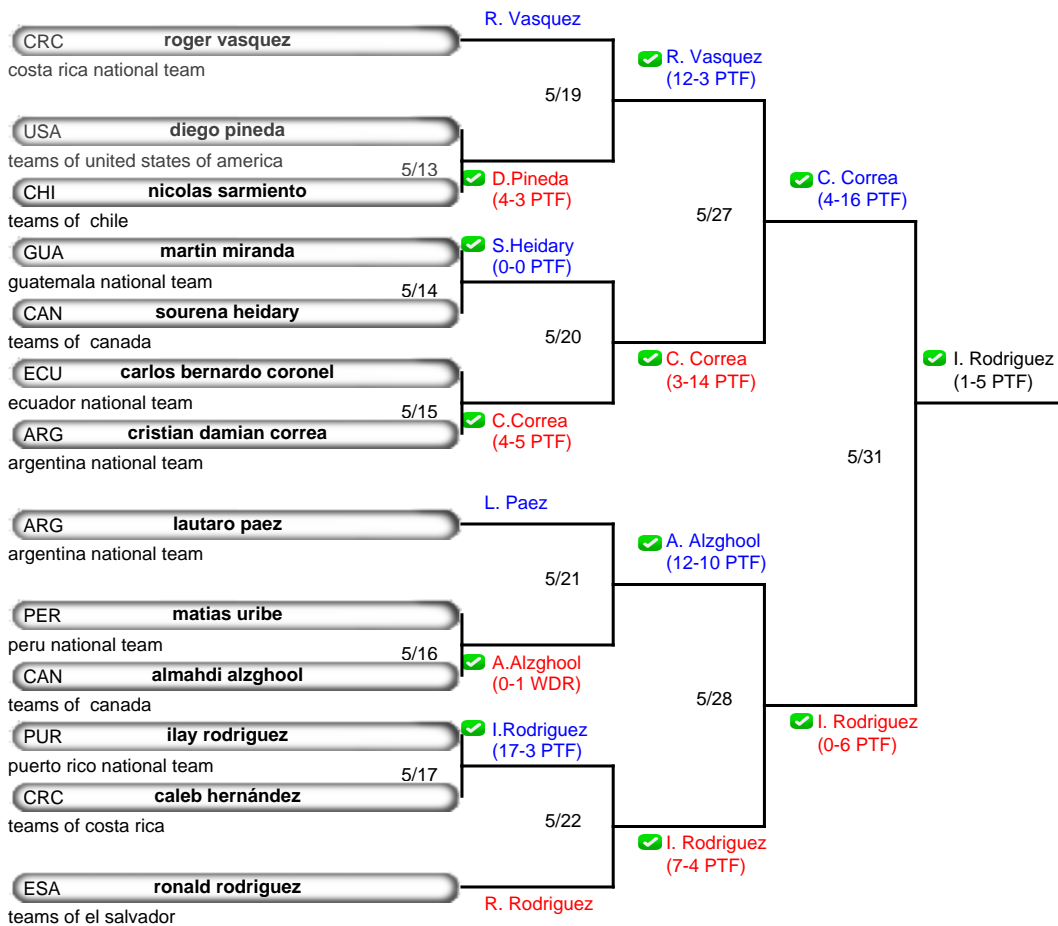 R. Vasquez
CRC roger vasquez
costa rica national team
R. Vasquez
(12-3 PTF)
5/19
USA diego pineda
teams of united states of america
5/13
D.Pineda
(4-3 PTF)
CHI nicolas sarmiento
teams of chile
C. Correa
(4-16 PTF)
5/27
GUA martin miranda
guatemala national team
S.Heidary
(0-0 PTF)
5/14
CAN sourena heidary
teams of canada
5/20
ECU carlos bernardo coronel
ecuador national team
C. Correa
(3-14 PTF)
I. Rodriguez
(1-5 PTF)
5/15
C.Correa
(4-5 PTF)
ARG cristian damian correa
argentina national team
5/31
L. Paez
ARG lautaro paez
argentina national team
A. Alzghool
(12-10 PTF)
5/21
PER matias uribe
peru national team
5/16
A.Alzghool
(0-1 WDR)
CAN almahdi alzghool
teams of canada
5/28
I. Rodriguez
(0-6 PTF)
PUR ilay rodriguez
puerto rico national team
I.Rodriguez
(17-3 PTF)
5/17
CRC caleb hernández
teams of costa rica
5/22
I. Rodriguez
(7-4 PTF)
ESA ronald rodriguez
teams of el salvador
R. Rodriguez